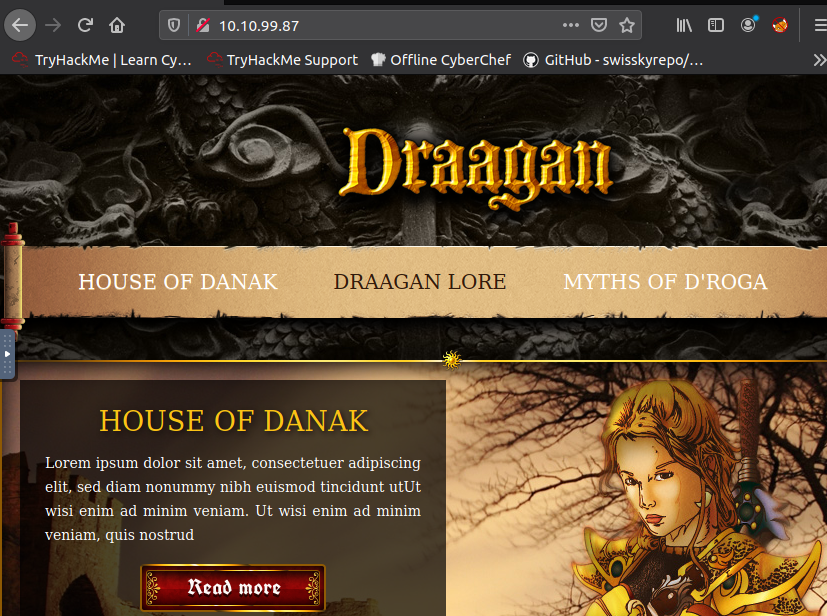 10.10.99.87
TryHackMe | Learn Cy… TryHackMe Support Offline CyberChef GitHub - swisskyrepo/…
Draagan
HOUSE OF DANAK DRAAGAN LORE MYTHS OF D'ROGA
HOUSE OF DANAK
Lorem ipsum dolor sit amet, consectetuer adipiscing
elit, sed diam nonummy nibh euismod tincidunt utUt
wisi enim ad minim veniam. Ut wisi enim ad minim
veniam, quis nostrud
Read more